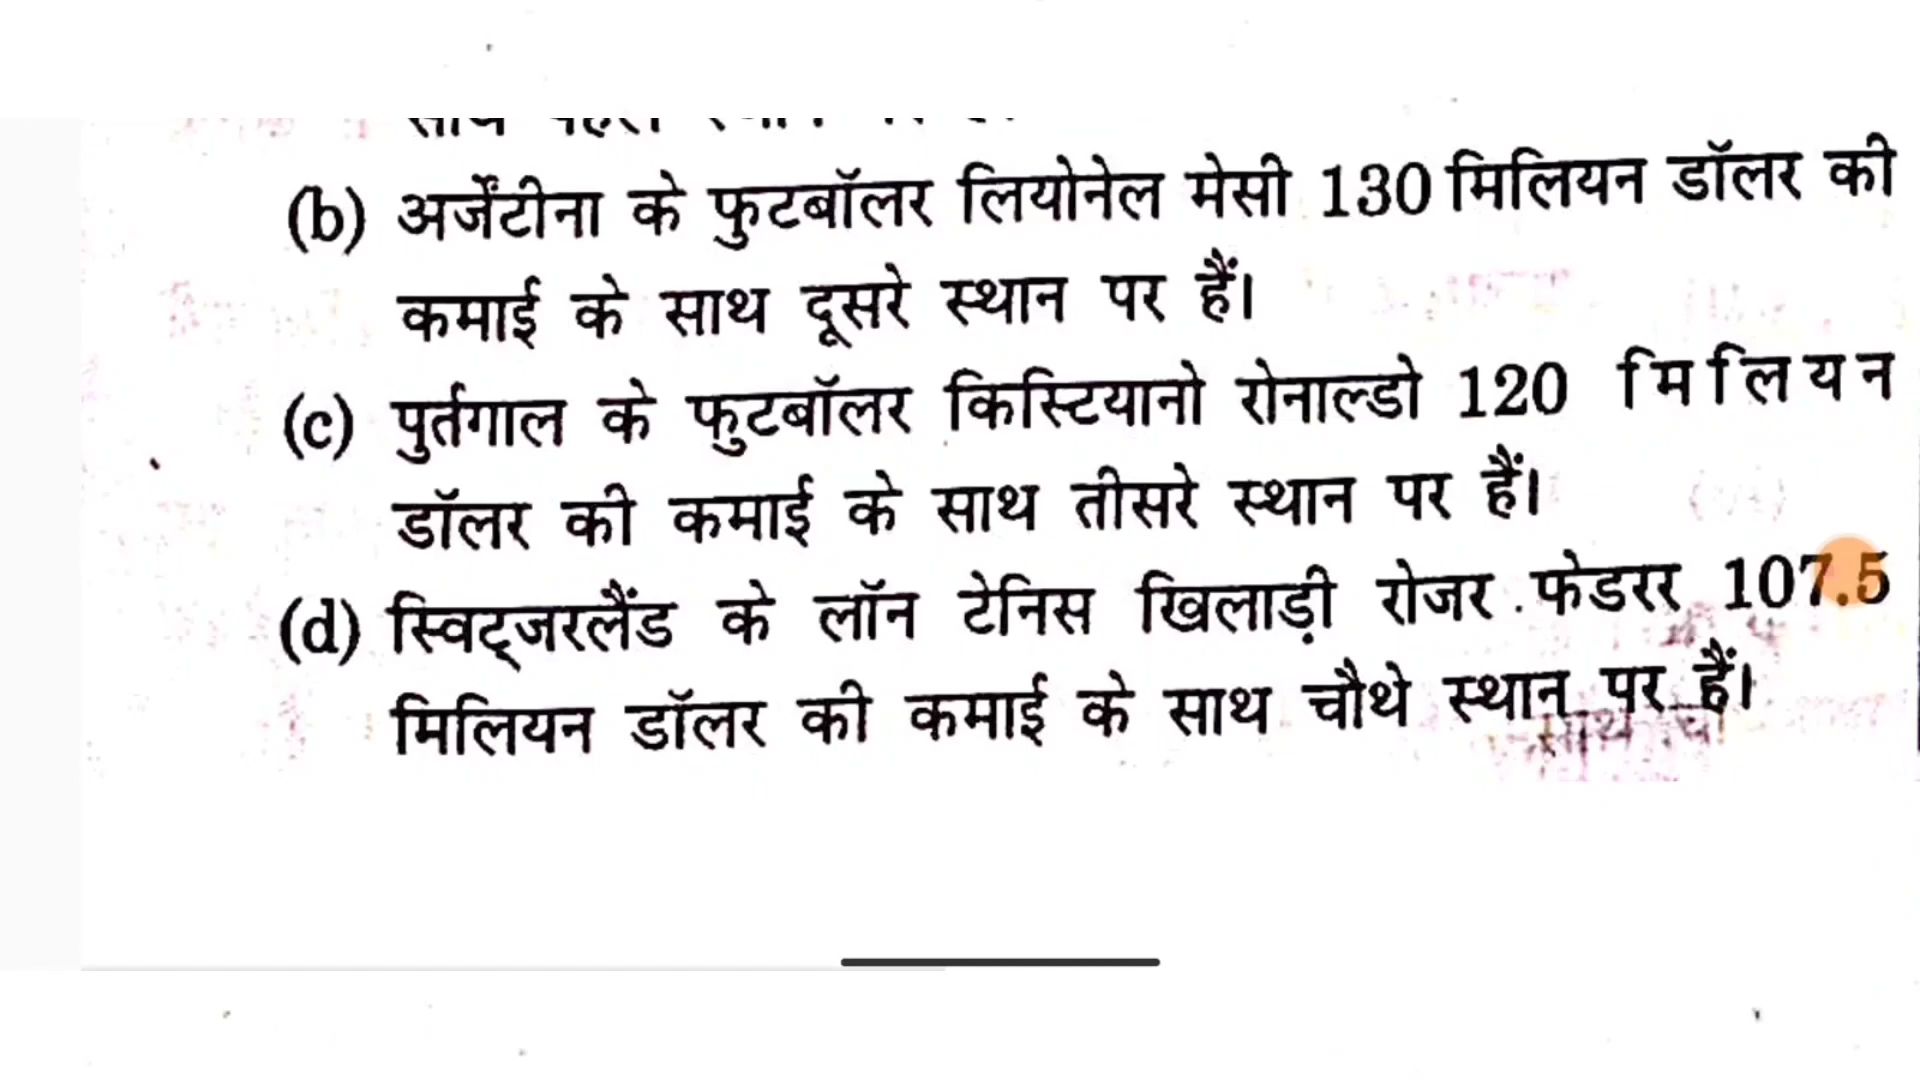 (b) अर्जेंटीना के फुटबॉलर लियोनेल मेसी 130 मिलियन डॉलर की
कमाई के साथ दूसरे स्थान पर हैं।
(c) पुर्तगाल के फुटबॉलर किस्टियानो रोनाल्डो 120 मिलियन
डॉलर की कमाई के साथ तीसरे स्थान पर हैं।
(d) स्विट्जरलैंड के लॉन टेनिस खिलाड़ी रोजर फेडरर 107.5
मिलियन डॉलर की कमाई के साथ चौथे स्थान पर हैं।